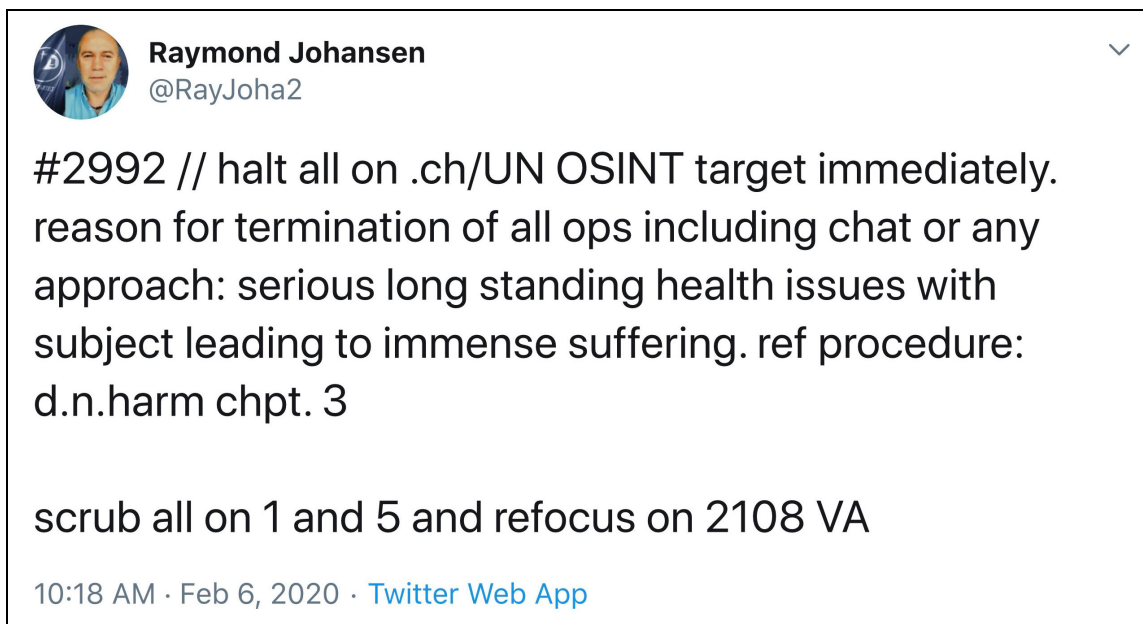 Raymond Johansen
@RayJoha2
#2992 // halt all on .ch/UN OSINT target immediately.
reason for termination of all ops including chat or any
approach: serious long standing health issues with
subject leading to immense suffering. ref procedure:
d.n.harm chpt. 3
scrub all on 1 and 5 and refocus on 2108 VA
10:18 AM · Feb 6, 2020 · Twitter Web App